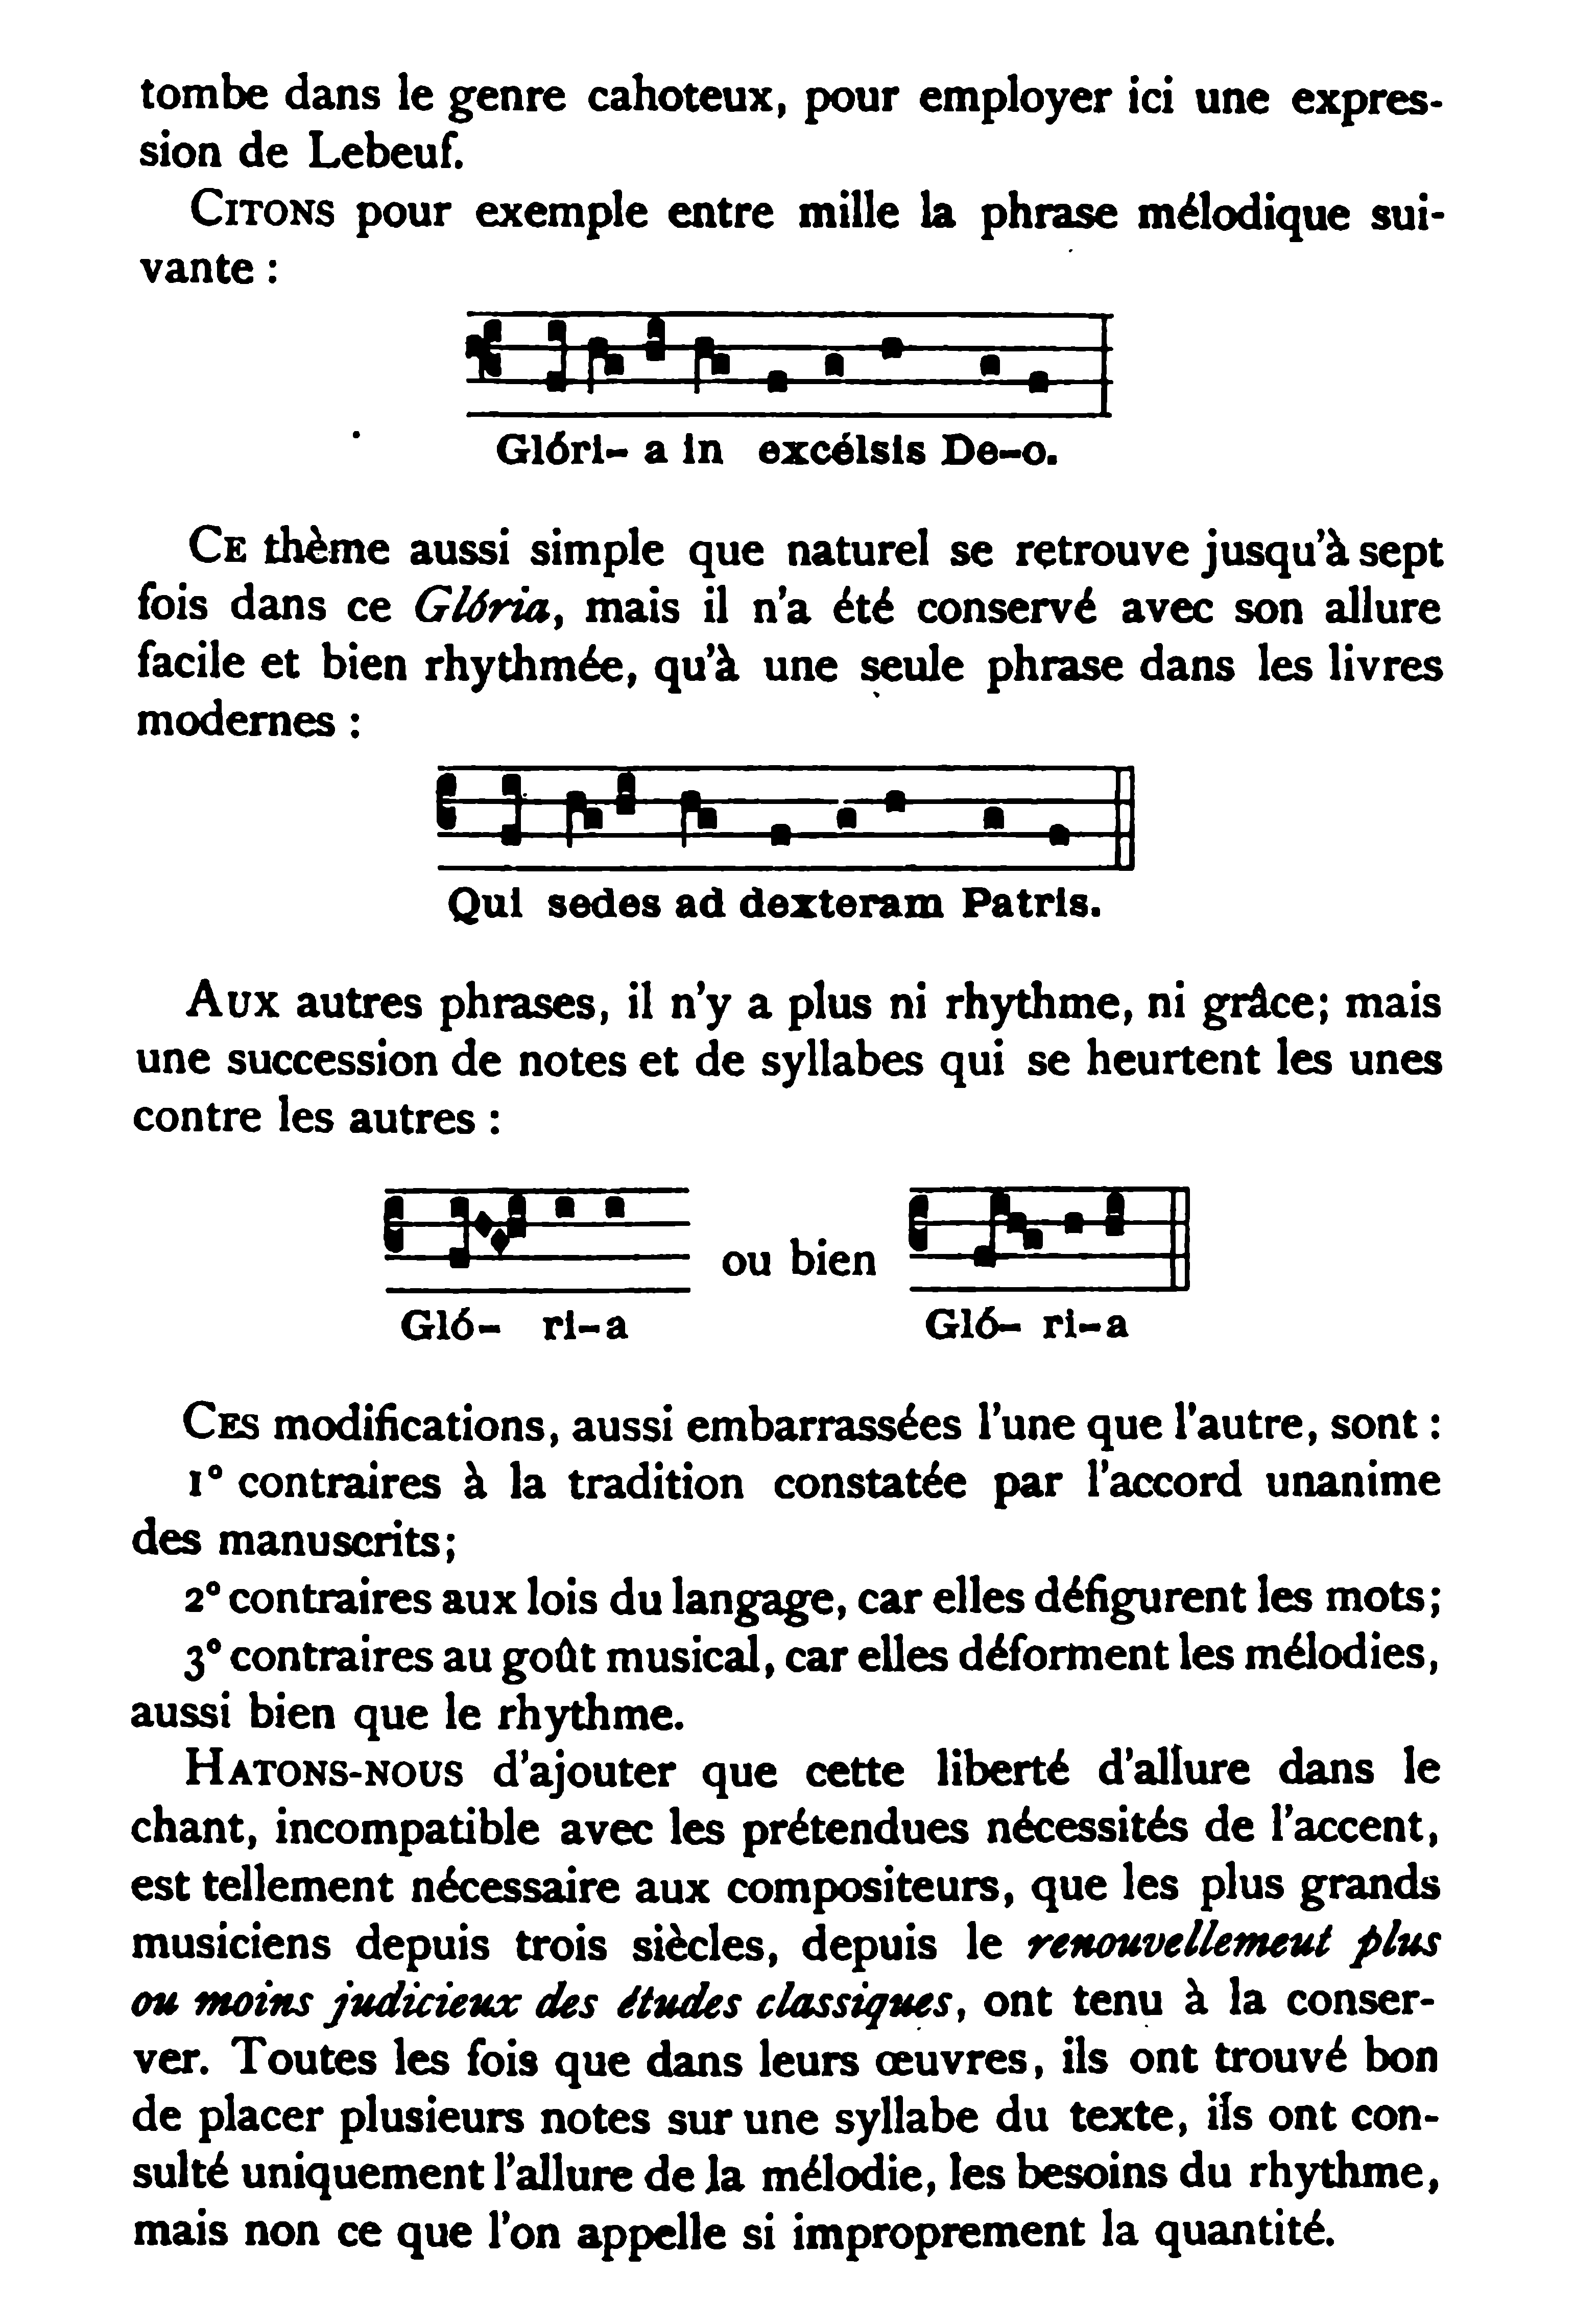 tombe dans le genre cahoteux, pour employer ici une expres-
sion de Lebeuf.
CITONS pour exemple entre mille la phrase mélodique sui-
vante :
Glóri- a in excélsis De-o.
CE thème aussi simple que naturel se retrouve jusqu'à sept
fois dans ce Glória, mais il n'a été conservé avec son allure
facile et bien rhythmée, qu'à une seule phrase dans les livres
modernes :
Qui sedes ad dexteram Patris.
AUX autres phrases, il n'y a plus ni rhythme, ni grâce; mais
une succession de notes et de syllabes qui se heurtent les unes
contre les autres :
ou bien
Gló- ri-a Gló- ri-a
CES modifications, aussi embarrassées l'une que l'autre, sont :
1° contraires à la tradition constatée par l'accord unanime
des manuscrits;
2° contraires aux lois du langage, car elles défigurent les mots;
3° contraires au goût musical, car elles déforment les mélodies,
aussi bien que le rhythme.
HATONS-NOUS d'ajouter que cette liberté d'allure dans le
chant, incompatible avec les prétendues nécessités de l'accent,
est tellement nécessaire aux compositeurs, que les plus grands
musiciens depuis trois siècles, depuis le renouvellemeut plus
ou moins judicieux des études classiques, ont tenu à la conser-
ver. Toutes les fois que dans leurs œuvres, ils ont trouvé bon
de placer plusieurs notes sur une syllabe du texte, ils ont con-
sulté uniquement l'allure de la mélodie, les besoins du rhythme,
mais non ce que l'on appelle si improprement la quantité.